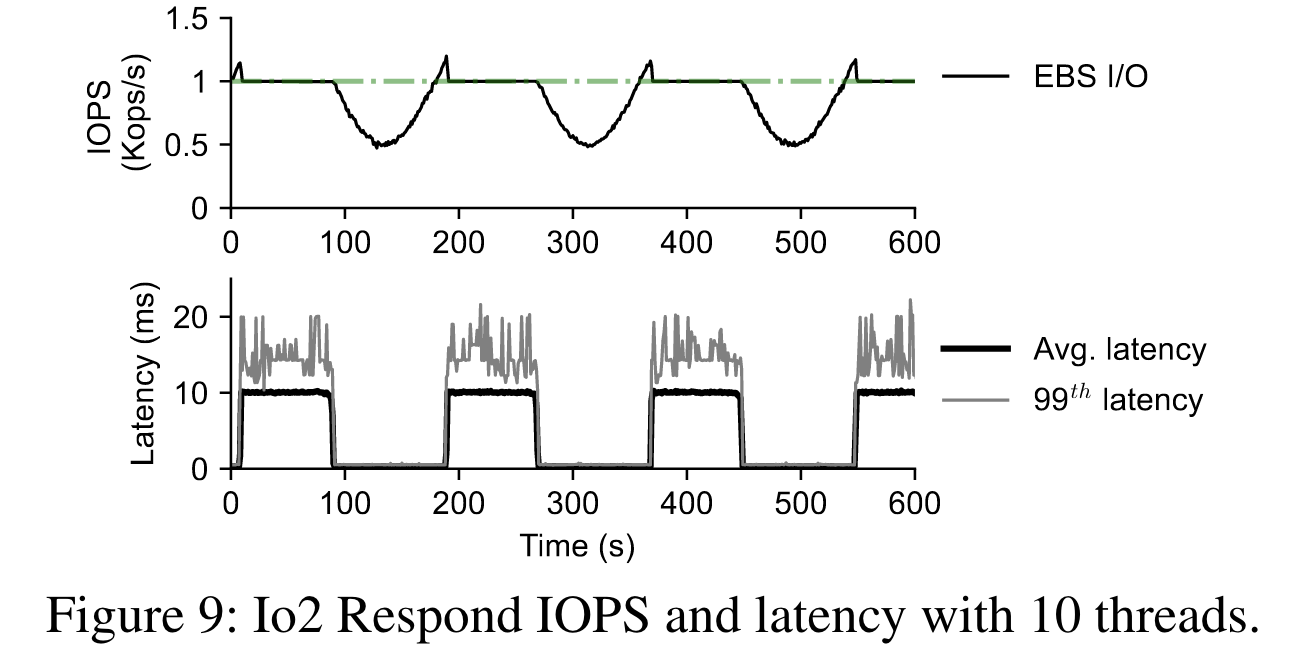 1.5
1
0.5
0
IOPS
(Kops/s)
0 100 200 300 400 500 600
EBS I/O
20
10
0
Latency (ms)
0 100 200 300 400 500 600
Time (s)
Avg. latency
99th latency
Figure 9: Io2 Respond IOPS and latency with 10 threads.